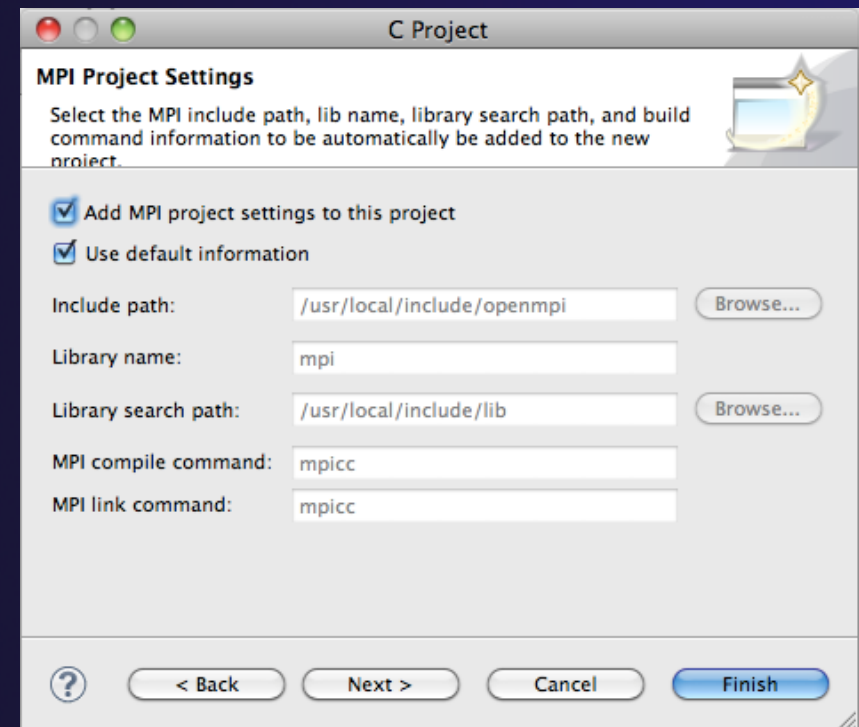 C Project
MPI Project Settings
Select the MPI include path, lib name, library search path, and build
command information to be automatically be added to the new
project.
Add MPI project settings to this project
Use default information
Include path: /usr/local/include/openmpi Browse...
Library name: mpi
Library search path: /usr/local/include/lib Browse...
MPI compile command: mpicc
MPI link command: mpicc
? < Back Next > Cancel Finish